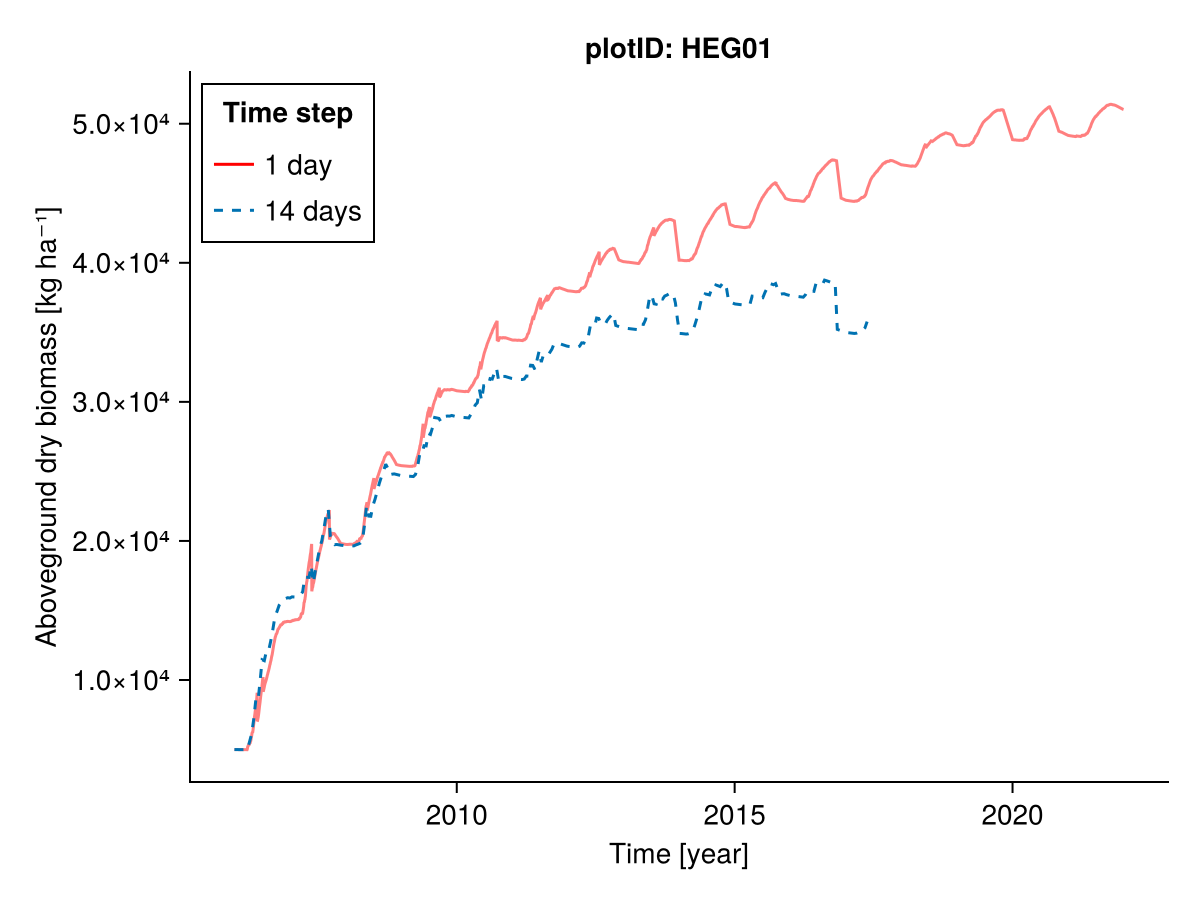 plotID: HEG01
Time step
1 day
14 days
5.0×10⁴
4.0×10⁴
3.0×10⁴
2.0×10⁴
1.0×10⁴
Aboveground dry biomass [kg ha⁻¹]
2010 2015 2020
Time [year]